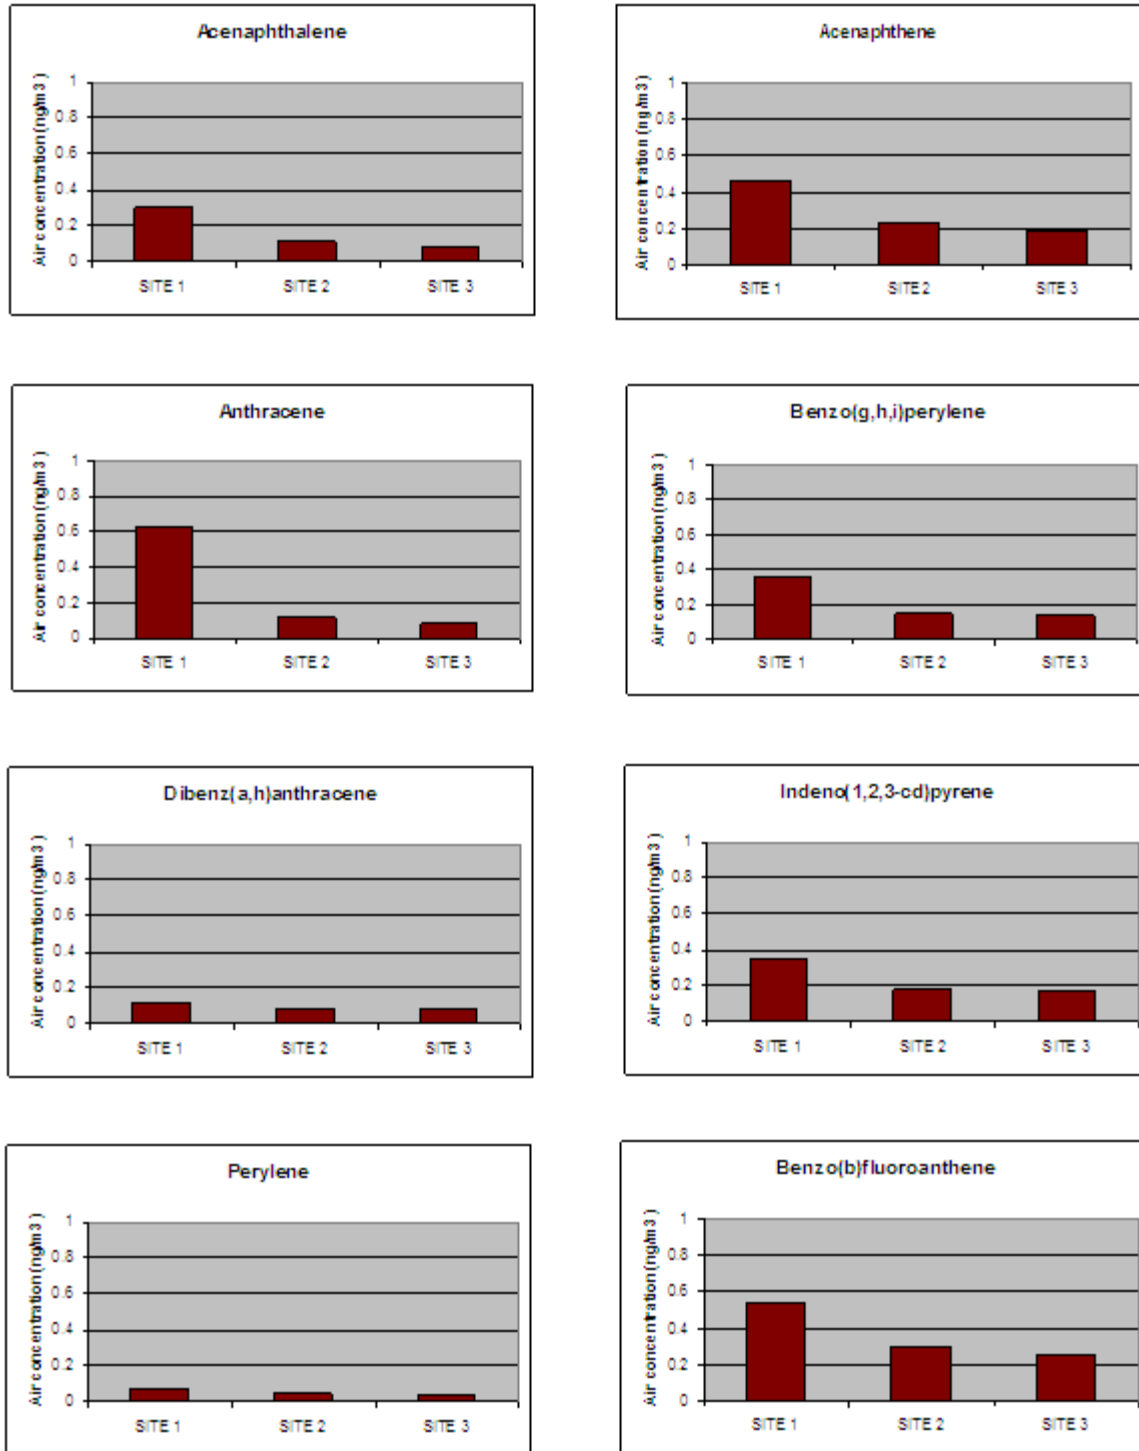 Acenaphthalene
Air concentration (ng/m3)
1
0.8
0.6
0.4
0.2
0
SITE 1 SITE 2 SITE 3
Acenaphthene
Air concentration (ng/m3)
1
0.8
0.6
0.4
0.2
0
SITE 1 SITE 2 SITE 3
Anthracene
Air concentration (ng/m3)
1
0.8
0.6
0.4
0.2
0
SITE 1 SITE 2 SITE 3
Benzo(g,h,i)perylene
Air concentration (ng/m3)
1
0.8
0.6
0.4
0.2
0
SITE 1 SITE 2 SITE 3
Dibenz(a,h)anthracene
Air concentration (ng/m3)
1
0.8
0.6
0.4
0.2
0
SITE 1 SITE 2 SITE 3
Indeno(1,2,3-cd)pyrene
Air concentration (ng/m3)
1
0.8
0.6
0.4
0.2
0
SITE 1 SITE 2 SITE 3
Perylene
Air concentration (ng/m3)
1
0.8
0.6
0.4
0.2
0
SITE 1 SITE 2 SITE 3
Benzo(b)fluoroanthene
Air concentration (ng/m3)
1
0.8
0.6
0.4
0.2
0
SITE 1 SITE 2 SITE 3